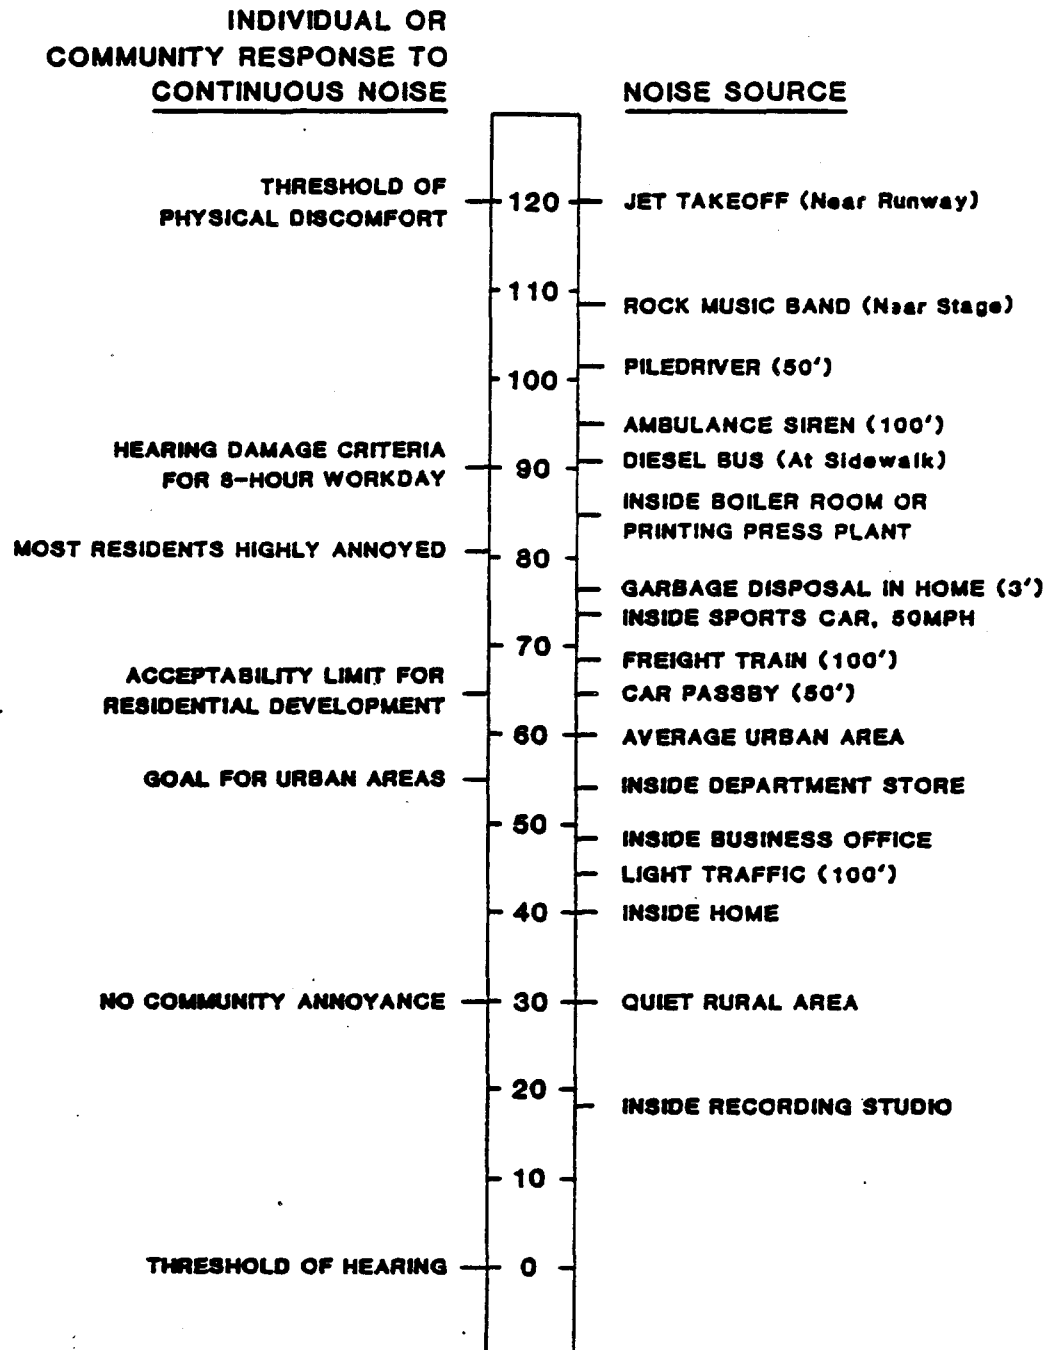 INDIVIDUAL OR
COMMUNITY RESPONSE TO
CONTINUOUS NOISE
NOISE SOURCE
THRESHOLD OF
PHYSICAL DISCOMFORT
120
JET TAKEOFF (Near Runway)
110
ROCK MUSIC BAND (Near Stage)
PILEDRIVER (50')
100
AMBULANCE SIREN (100')
HEARING DAMAGE CRITERIA
FOR 8-HOUR WORKDAY
90
DIESEL BUS (At Sidewalk)
INSIDE BOILER ROOM OR
PRINTING PRESS PLANT
MOST RESIDENTS HIGHLY ANNOYED
80
GARBAGE DISPOSAL IN HOME (3')
INSIDE SPORTS CAR, 50MPH
70
FREIGHT TRAIN (100')
ACCEPTABILITY LIMIT FOR
RESIDENTIAL DEVELOPMENT
CAR PASSBY (50')
60
AVERAGE URBAN AREA
GOAL FOR URBAN AREAS
INSIDE DEPARTMENT STORE
50
INSIDE BUSINESS OFFICE
LIGHT TRAFFIC (100')
40
INSIDE HOME
NO COMMUNITY ANNOYANCE
30
QUIET RURAL AREA
20
INSIDE RECORDING STUDIO
10
THRESHOLD OF HEARING
0